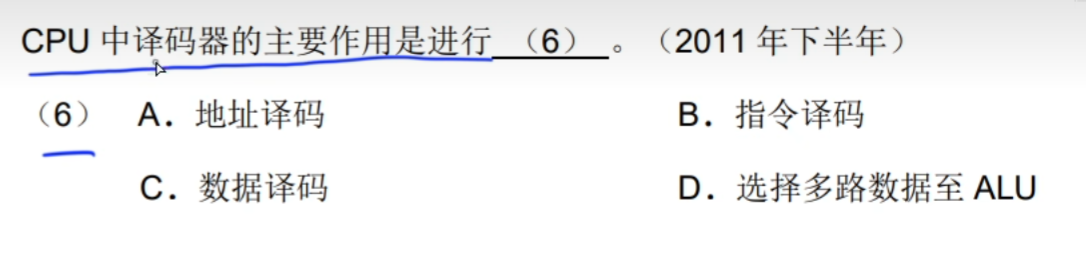 CPU 中译码器的主要作用是进行 （6） 。（2011 年下半年）
（6） A．地址译码 B．指令译码
C．数据译码 D．选择多路数据至 ALU